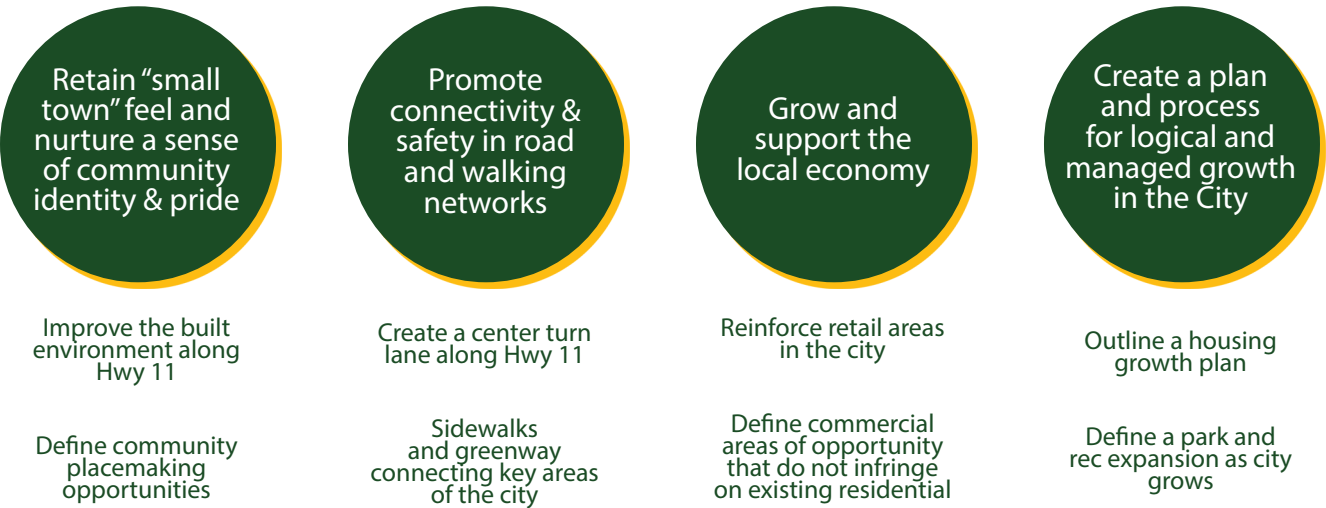 Retain “small
town” feel and
nurture a sense
of community
identity & pride
Improve the built
environment along
Hwy 11
Define community
placemaking
opportunities
Promote
connectivity &
safety in road
and walking
networks
Create a center turn
lane along Hwy 11
Sidewalks
and greenway
connecting key areas
of the city
Grow and
support the
local economy
Reinforce retail areas
in the city
Define commercial
areas of opportunity
that do not infringe
on existing residential
Create a plan
and process
for logical and
managed growth
in the City
Outline a housing
growth plan
Define a park and
rec expansion as city
grows